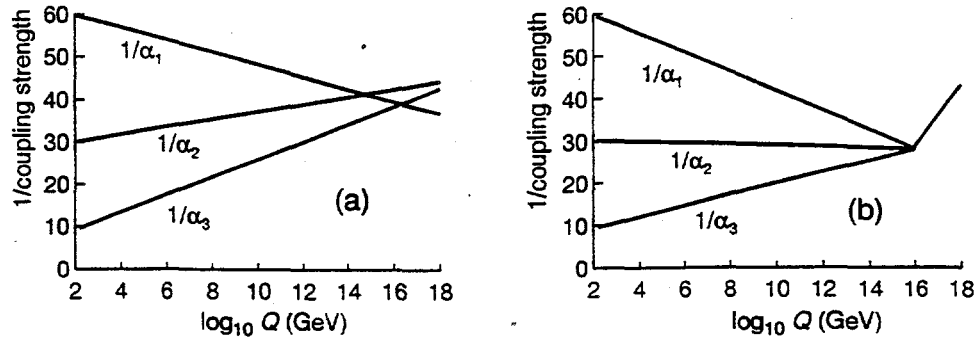 1/coupling strength
60
50
40
30
20
10
0
1/α₁
1/α₂
1/α₃
(a)
2 4 6 8 10 12 14 16 18
log₁₀ Q (GeV)
1/coupling strength
60
50
40
30
20
10
0
1/α₁
1/α₂
1/α₃
(b)
2 4 6 8 10 12 14 16 18
log₁₀ Q (GeV)